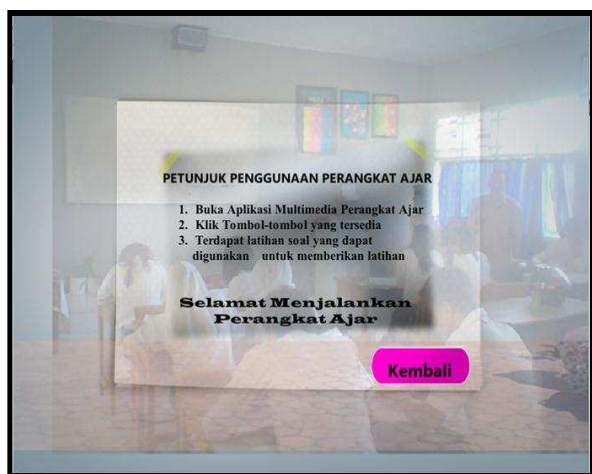 PETUNJUK PENGGUNAAN PERANGKAT AJAR
1. Buka Aplikasi Multimedia Perangkat Ajar
2. Klik Tombol-tombol yang tersedia
3. Terdapat latihan soal yang dapat
digunakan untuk memberikan latihan
Selamat Menjalankan
Perangkat Ajar
Kembali